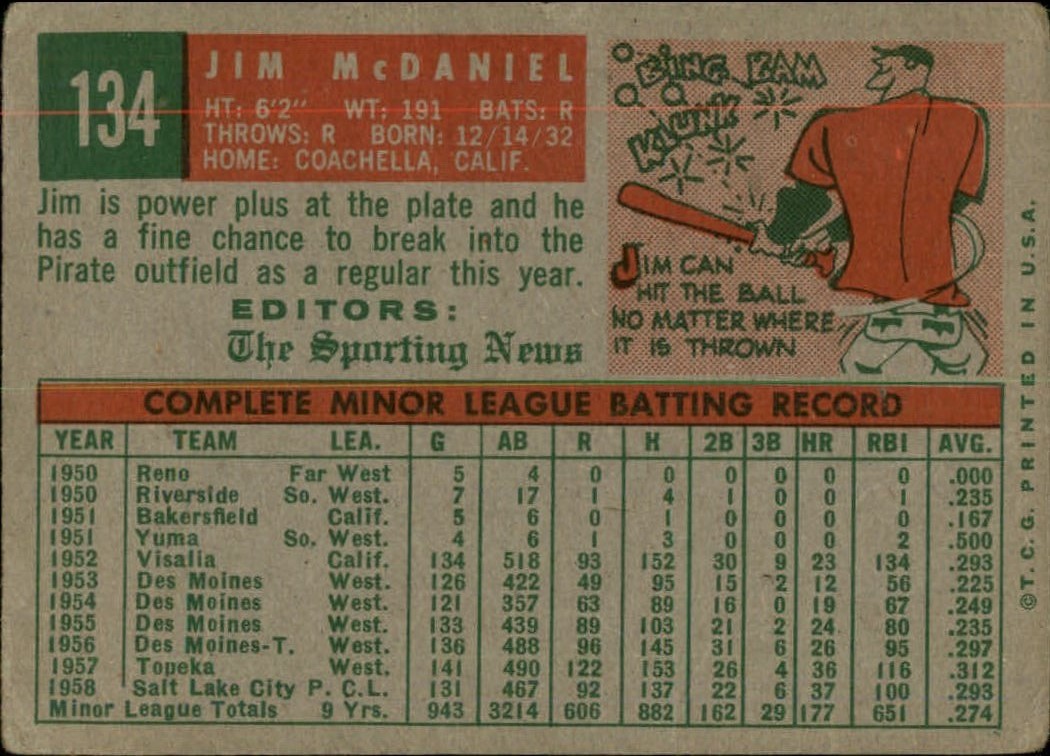 134
JIM McDANIEL
HT: 6'2" WT: 191 BATS: R
THROWS: R BORN: 12/14/32
HOME: COACHELLA, CALIF.
Jim is power plus at the plate and he
has a fine chance to break into the
Pirate outfield as a regular this year.
EDITORS:
The Sporting News
BING BAM
KLUNK
JIM CAN
HIT THE BALL
NO MATTER WHERE
IT IS THROWN
COMPLETE MINOR LEAGUE BATTING RECORD
YEAR TEAM LEA. G AB R H 2B 3B HR RBI AVG.
1950 Reno Far West 5 4 0 0 0 0 0 0 .000
1950 Riverside So. West. 7 17 1 4 1 0 0 1 .235
1951 Bakersfield Calif. 5 6 0 1 0 0 0 0 .167
1951 Yuma So. West. 4 6 1 3 0 0 0 2 .500
1952 Visalia Calif. 134 518 93 152 30 9 23 134 .293
1953 Des Moines West. 126 422 49 95 15 2 12 56 .225
1954 Des Moines West. 121 357 63 89 16 0 19 67 .249
1955 Des Moines West. 133 439 89 103 21 2 24 80 .235
1956 Des Moines-T. West. 136 488 96 145 31 6 26 95 .297
1957 Topeka West. 141 490 122 153 26 4 36 116 .312
1958 Salt Lake City P. C. L. 131 467 92 137 22 6 37 100 .293
Minor League Totals 9 Yrs. 943 3214 606 882 162 29 177 651 .274
©T. C. G. PRINTED IN U.S.A.